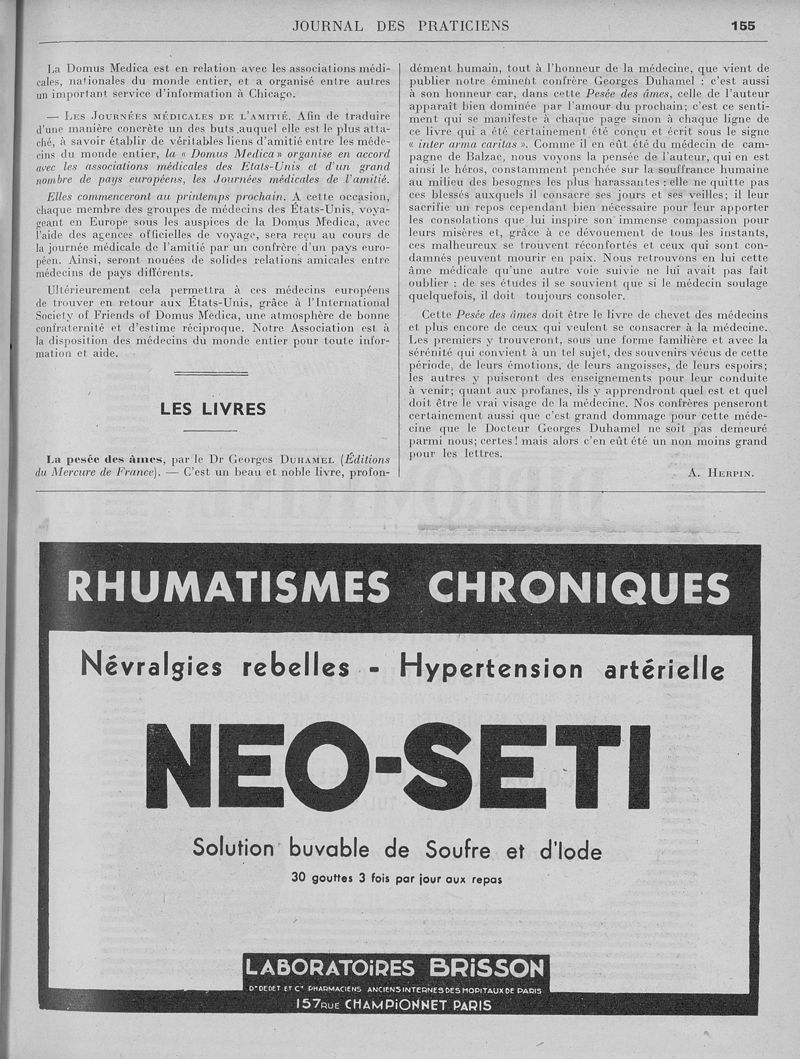 JOURNAL DES PRATICIENS 155
La Domus Medica est en relation avec les associations médi-
cales, nationales du monde entier, et a organisé entre autres
un important service d'information à Chicago.
— LES JOURNÉES MÉDICALES DE L'AMITIÉ. Afin de traduire
d'une manière concrète un des buts auquel elle est le plus atta-
ché, à savoir établir de véritables liens d'amitié entre les méde-
cins du monde entier, la « Domus Medica » organise en accord
avec les associations médicales des Etats-Unis et d'un grand
nombre de pays européens, les Journées médicales de l'amitié.
Elles commenceront au printemps prochain. A cette occasion,
chaque membre des groupes de médecins des États-Unis, voya-
geant en Europe sous les auspices de la Domus Medica, avec
l'aide des agences officielles de voyage, sera reçu au cours de
la journée médicale de l'amitié par un confrère d'un pays euro-
péen. Ainsi, seront nouées de solides relations amicales entre
médecins de pays différents.
Ultérieurement cela permettra à ces médecins européens
de trouver en retour aux États-Unis, grâce à l'International
Society of Friends of Domus Medica, une atmosphère de bonne
confraternité et d'estime réciproque. Notre Association est à
la disposition des médecins du monde entier pour toute infor-
mation et aide.
LES LIVRES
La pesée des âmes, par le Dr Georges DUHAMEL (Éditions
du Mercure de France). — C'est un beau et noble livre, profon-
dément humain, tout à l'honneur de la médecine, que vient de
publier notre éminent confrère Georges Duhamel : c'est aussi
à son honneur car, dans cette Pesée des âmes, celle de l'auteur
apparaît bien dominée par l'amour du prochain; c'est ce senti-
ment qui se manifeste à chaque page sinon à chaque ligne de
ce livre qui a été certainement été conçu et écrit sous le signe
« inter arma caritas ». Comme il en eût été du médecin de cam-
pagne de Balzac, nous voyons la pensée de l'auteur, qui en est
ainsi le héros, constamment penchée sur la souffrance humaine
au milieu des besognes les plus harassantes : elle ne quitte pas
ces blessés auxquels il consacre ses jours et ses veilles; il leur
sacrifie un repos cependant bien nécessaire pour leur apporter
les consolations que lui inspire son immense compassion pour
leurs misères et, grâce à ce dévouement de tous les instants,
ces malheureux se trouvent réconfortés et ceux qui sont con-
damnés peuvent mourir en paix. Nous retrouvons en lui cette
âme médicale qu'une autre voie suivie ne lui avait pas fait
oublier : de ses études il se souvient que si le médecin soulage
quelquefois, il doit toujours consoler.
Cette Pesée des âmes doit être le livre de chevet des médecins
et plus encore de ceux qui veulent se consacrer à la médecine.
Les premiers y trouveront, sous une forme familière et avec la
sérénité qui convient à un tel sujet, des souvenirs vécus de cette
période, de leurs émotions, de leurs angoisses, de leurs espoirs;
les autres y puiseront des enseignements pour leur conduite
à venir; quant aux profanes, ils y apprendront quel est et quel
doit être le vrai visage de la médecine. Nos confrères penseront
certainement aussi que c'est grand dommage pour cette méde-
cine que le Docteur Georges Duhamel ne soit pas demeuré
parmi nous; certes! mais alors c'en eût été un non moins grand
pour les lettres.
A. HERPIN.
RHUMATISMES CHRONIQUES
Névralgies rebelles - Hypertension artérielle
NEO-SETI
Solution buvable de Soufre et d'Iode
30 gouttes 3 fois par jour aux repas
LABORATOiRES BRiSSON
Dr DEDET ET Cie PHARMACIENS ANCIENS INTERNES DES HOPITAUX DE PARIS
157 RUE CHAMPiONNET PARIS